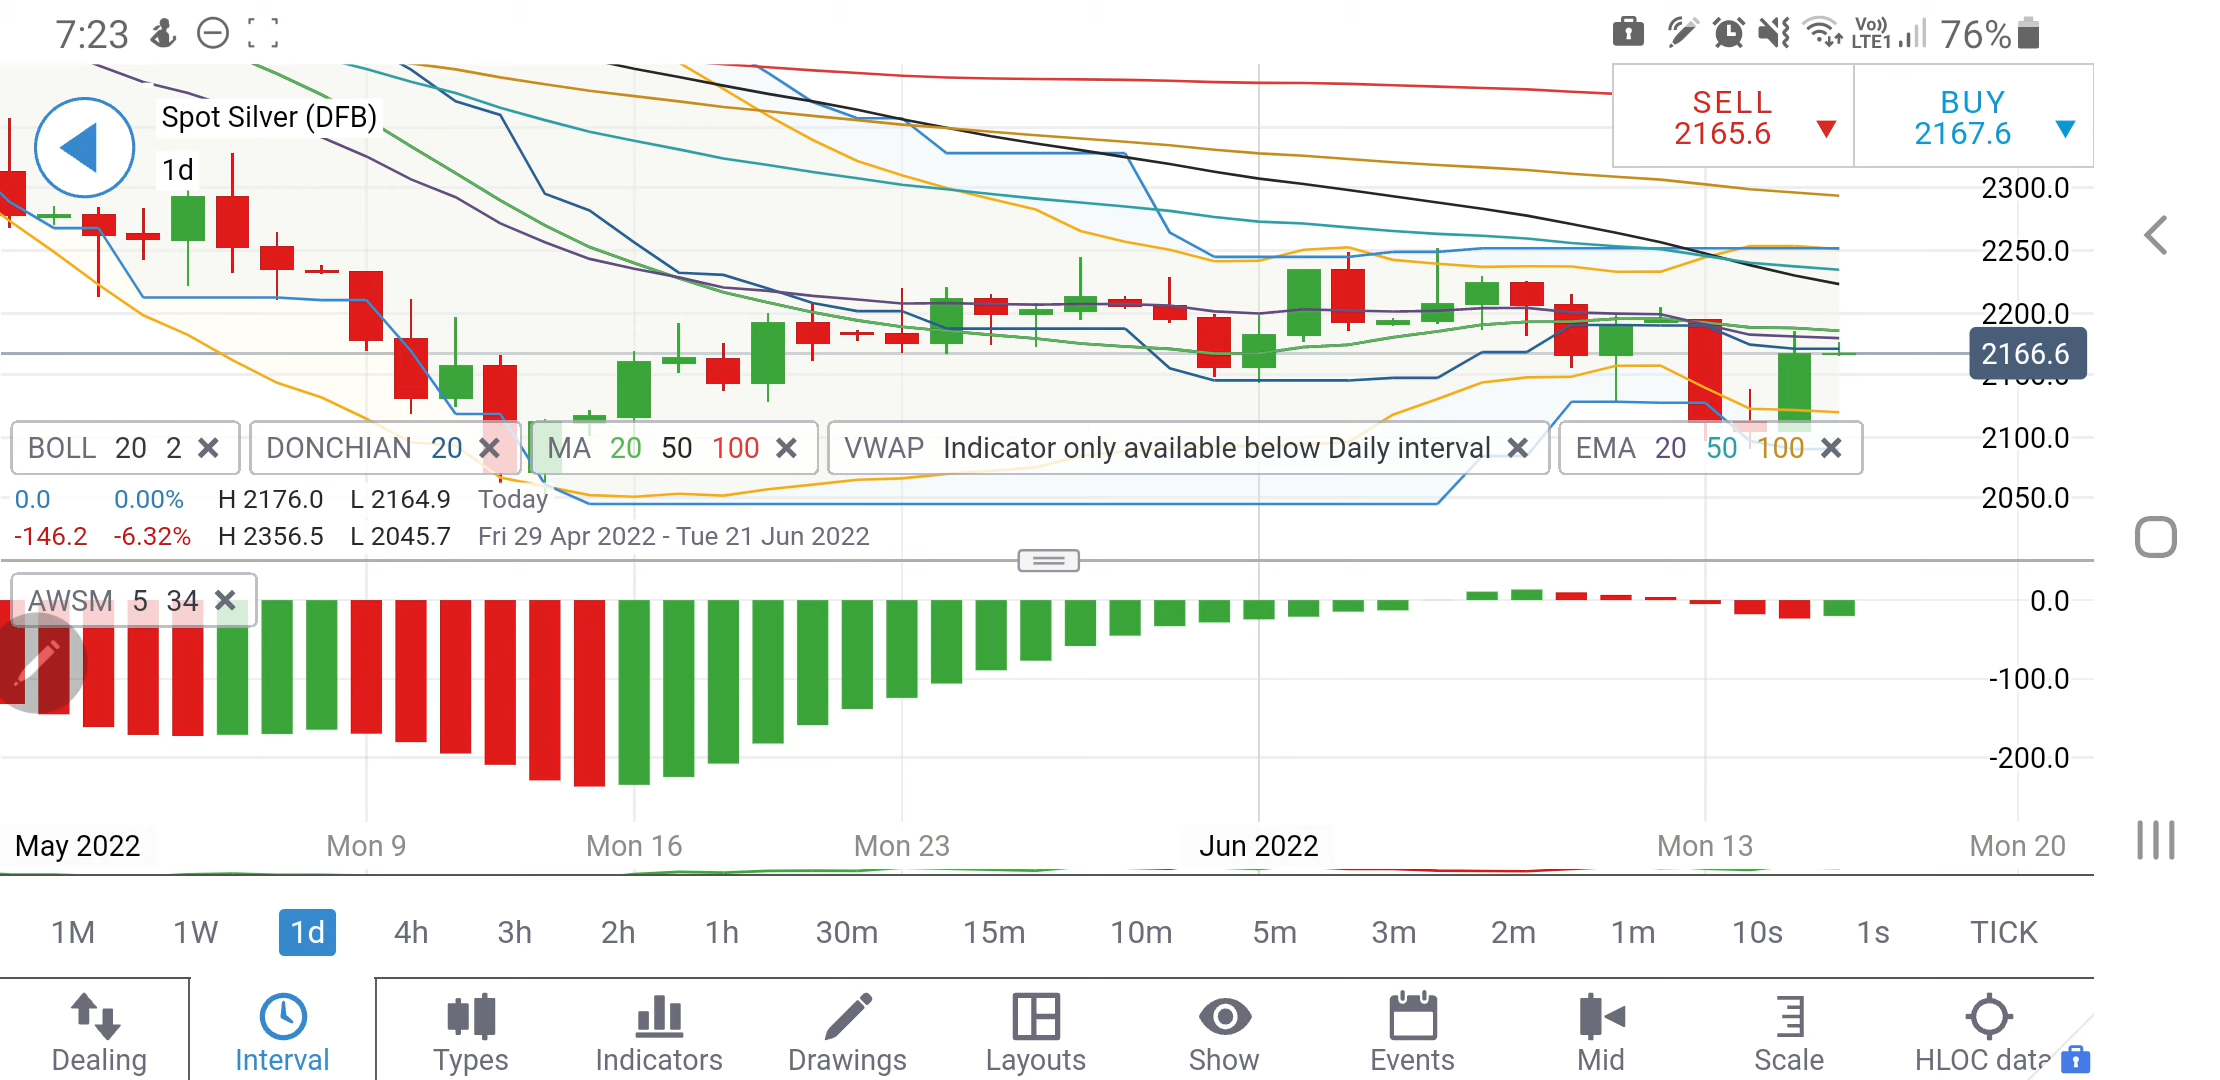 7:23
Vo)) LTE1 76%
Spot Silver (DFB)
1d
SELL
2165.6
BUY
2167.6
2300.0
2250.0
2200.0
2166.6
2100.0
2050.0
BOLL 20 2
DONCHIAN 20
MA 20 50 100
VWAP Indicator only available below Daily interval
EMA 20 50 100
0.0 0.00% H 2176.0 L 2164.9 Today
-146.2 -6.32% H 2356.5 L 2045.7 Fri 29 Apr 2022 - Tue 21 Jun 2022
AWSM 5 34
0.0
-100.0
-200.0
May 2022 Mon 9 Mon 16 Mon 23 Jun 2022 Mon 13 Mon 20
1M 1W 1d 4h 3h 2h 1h 30m 15m 10m 5m 3m 2m 1m 10s 1s TICK
Dealing Interval Types Indicators Drawings Layouts Show Events Mid Scale HLOC data